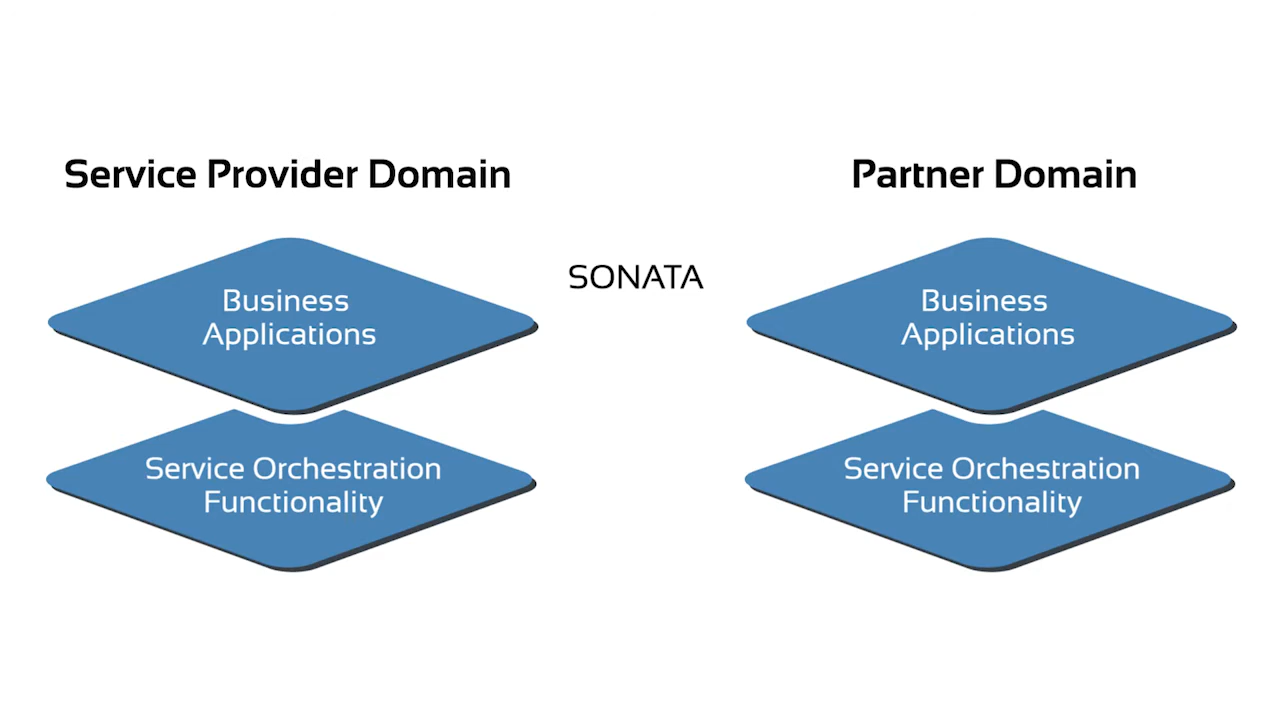 Service Provider Domain
Partner Domain
SONATA
Business
Applications
Business
Applications
Service Orchestration
Functionality
Service Orchestration
Functionality